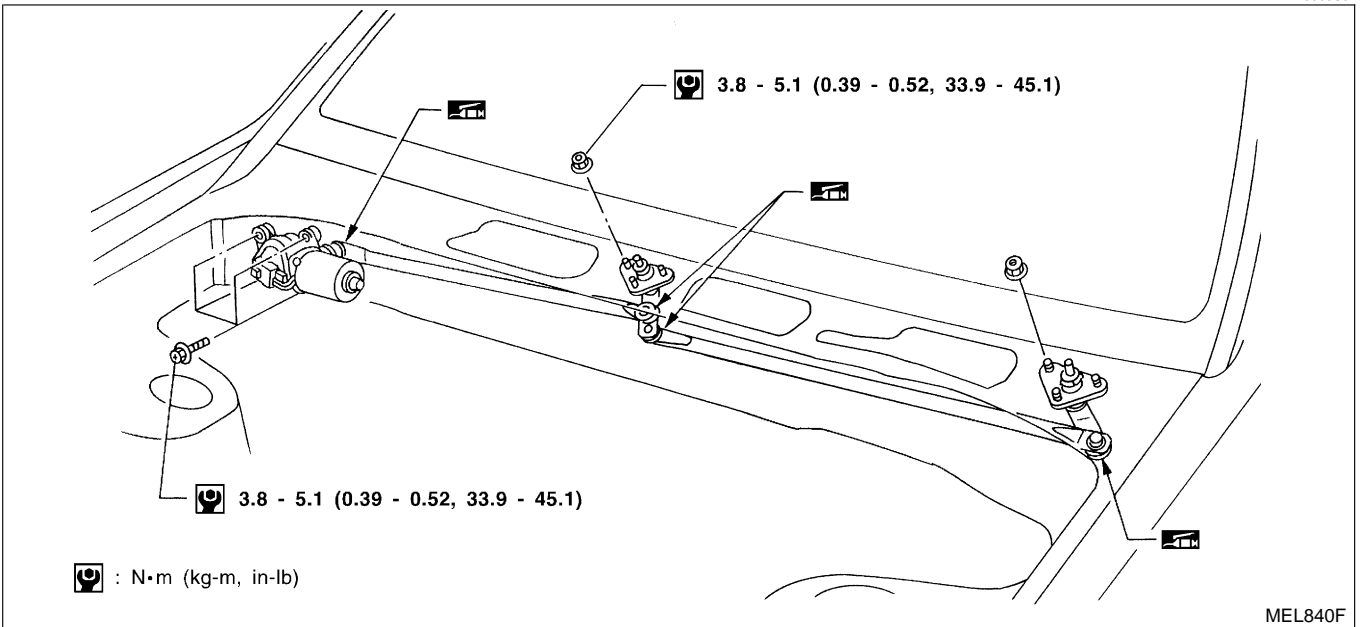 3.8 - 5.1 (0.39 - 0.52, 33.9 - 45.1)
3.8 - 5.1 (0.39 - 0.52, 33.9 - 45.1)
: N•m (kg-m, in-lb)
MEL840F